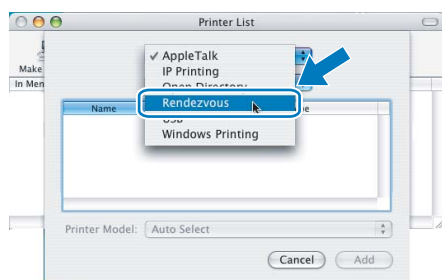 Printer List
Make
In Men
AppleTalk
IP Printing
Open Directory
Name
Rendezvous
USB
Windows Printing
Printer Model: Auto Select
Cancel Add